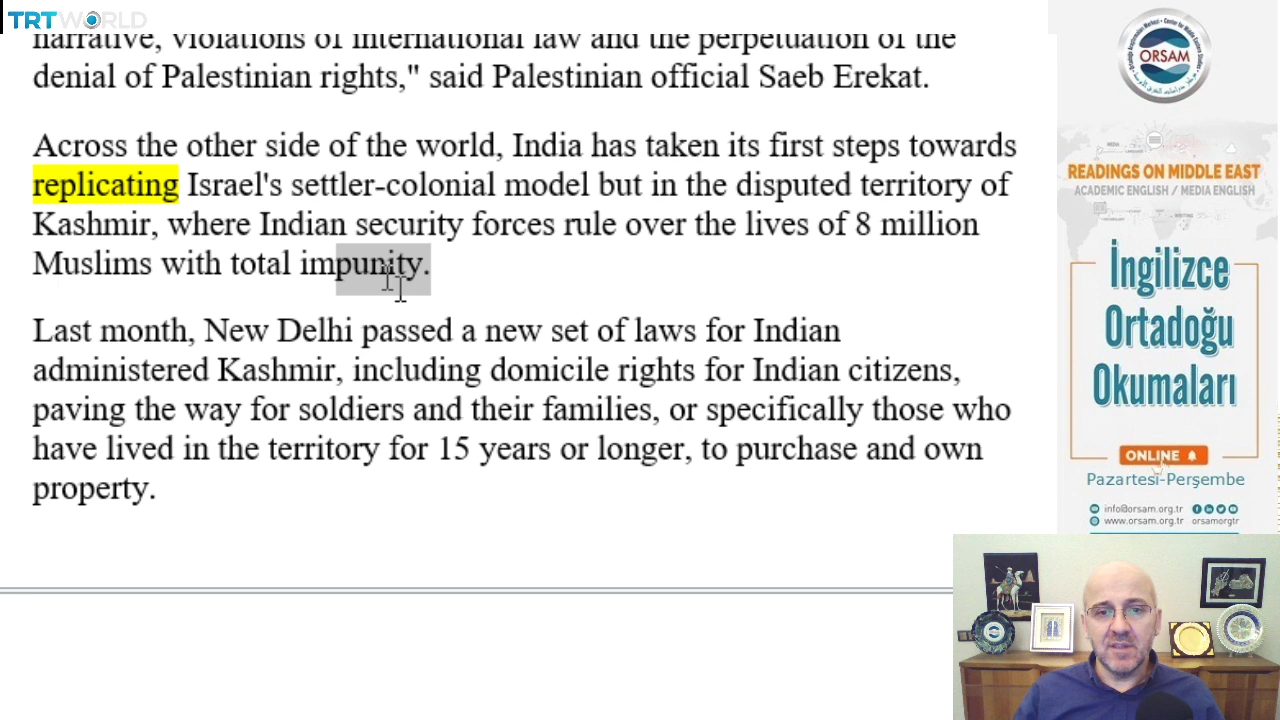 TRT WORLD
narrative, violations of international law and the perpetuation of the
denial of Palestinian rights," said Palestinian official Saeb Erekat.
Across the other side of the world, India has taken its first steps towards
replicating Israel's settler-colonial model but in the disputed territory of
Kashmir, where Indian security forces rule over the lives of 8 million
Muslims with total impunity.
Last month, New Delhi passed a new set of laws for Indian
administered Kashmir, including domicile rights for Indian citizens,
paving the way for soldiers and their families, or specifically those who
have lived in the territory for 15 years or longer, to purchase and own
property.
ORSAM
READINGS ON MIDDLE EAST
ACADEMIC ENGLISH / MEDIA ENGLISH
İngilizce
Ortadoğu
Okumaları
ONLINE
Pazartesi-Perşembe
info@orsam.org.tr
www.orsam.org.tr orsamorgtr